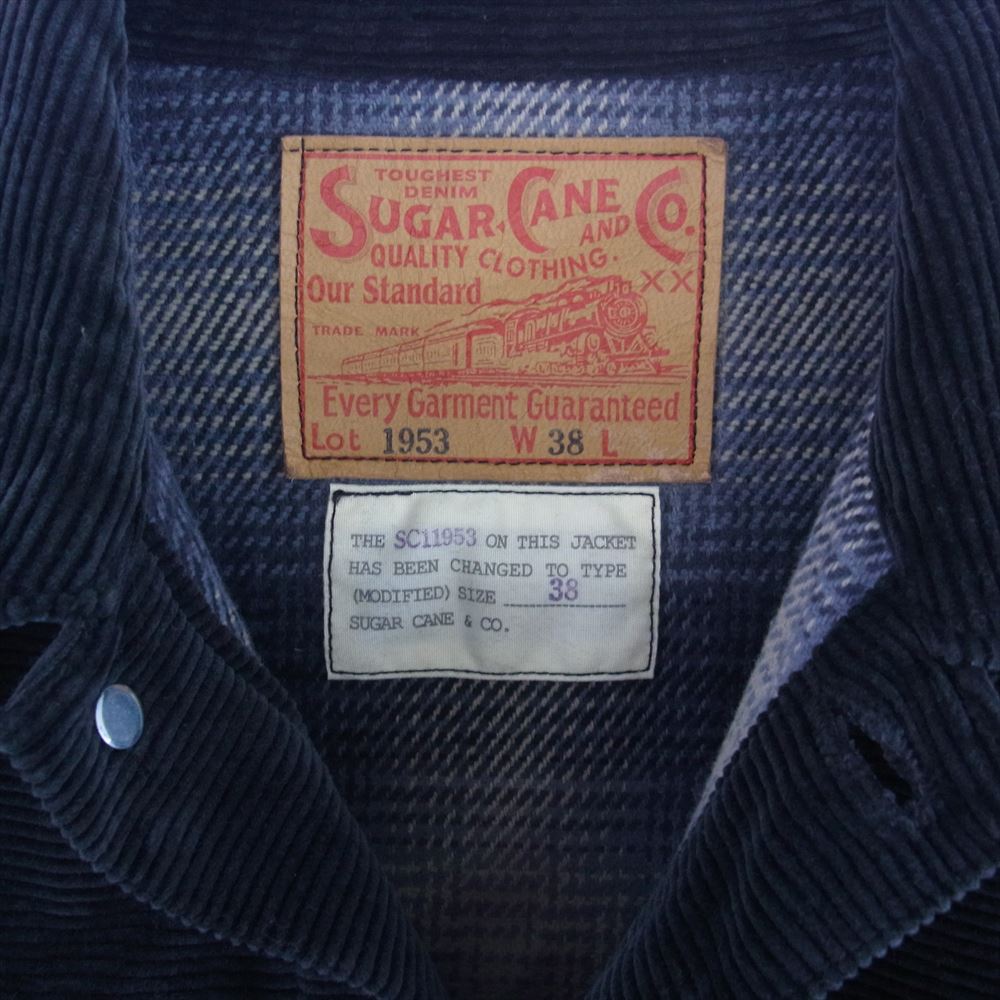 TOUGHEST
DENIM
SUGAR CANE AND CO.
QUALITY CLOTHING.
XX
Our Standard
TRADE MARK
Every Garment Guaranteed
Lot 1953 W 38 L
THE SC11953 ON THIS JACKET
HAS BEEN CHANGED TO TYPE
(MODIFIED) SIZE 38
SUGAR CANE & CO.